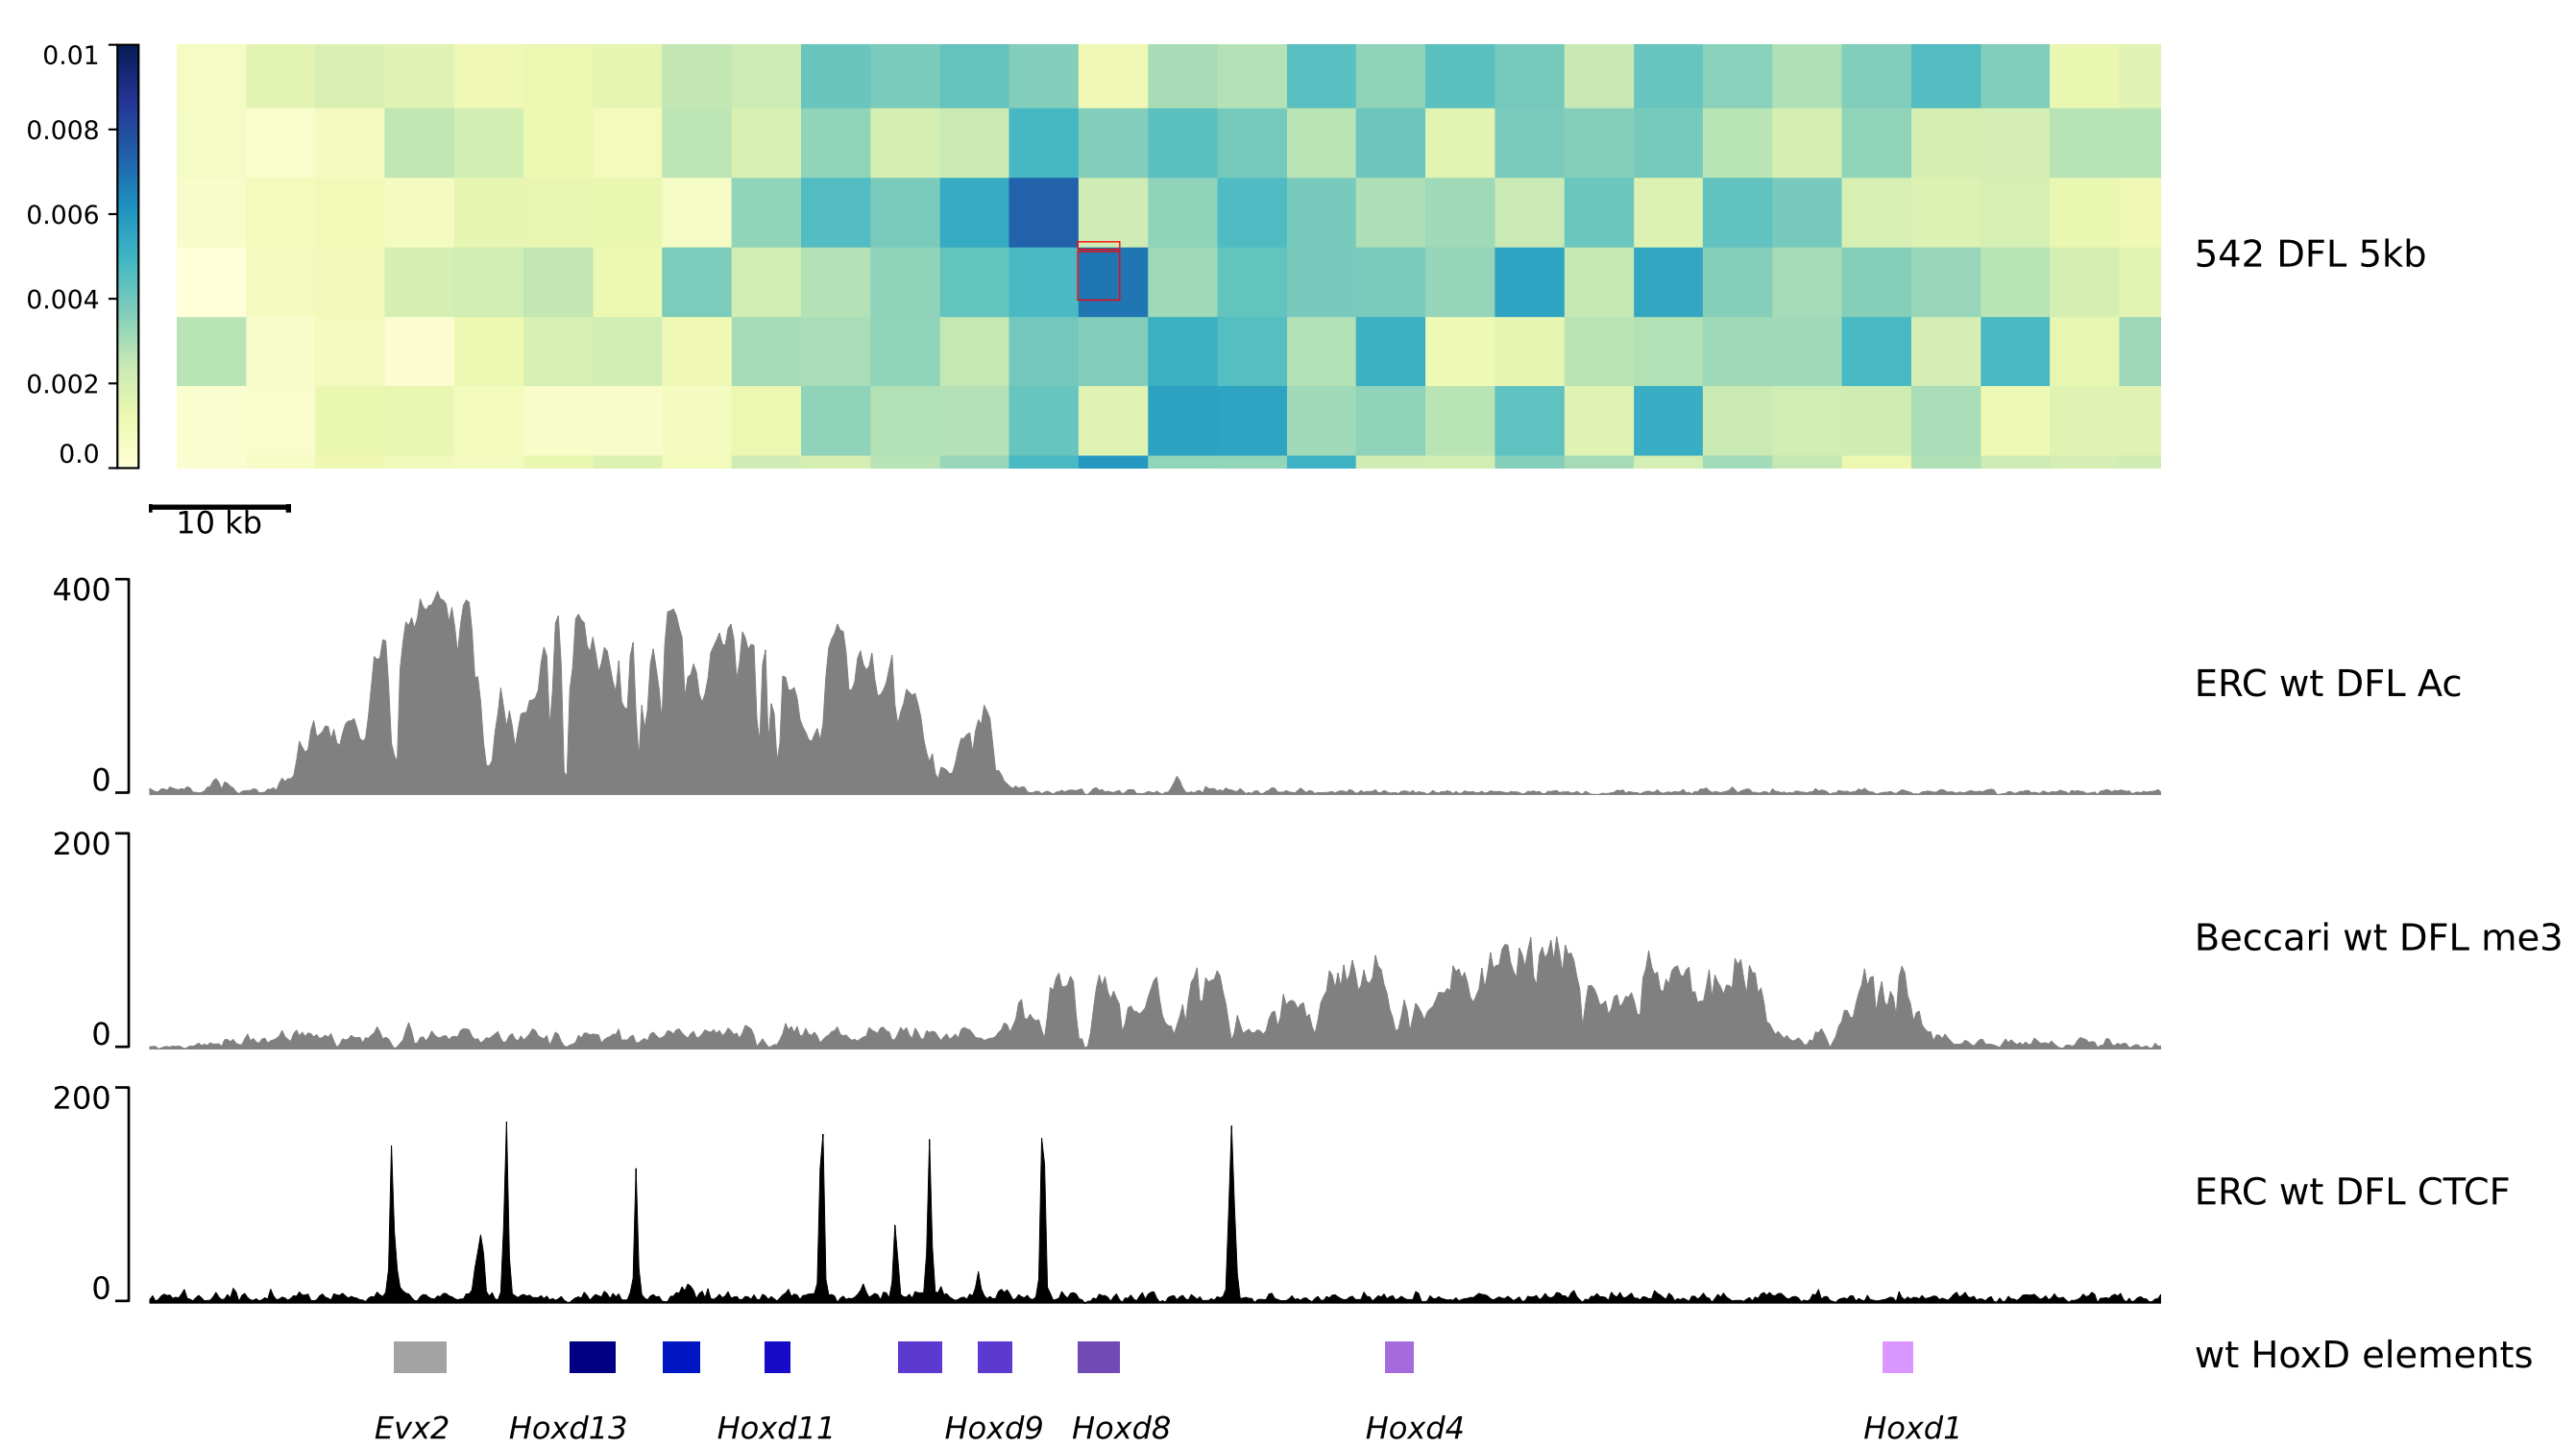 0.01
0.008
0.006
0.004
0.002
0.0
542 DFL 5kb
10 kb
400
0
ERC wt DFL Ac
200
0
Beccari wt DFL me3
200
0
ERC wt DFL CTCF
wt HoxD elements
Evx2 Hoxd13 Hoxd11 Hoxd9 Hoxd8 Hoxd4 Hoxd1